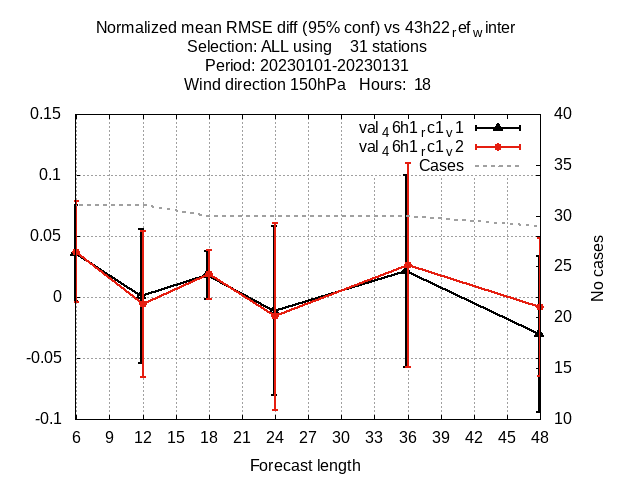 Normalized mean RMSE diff (95% conf) vs 43h22refwinter
Selection: ALL using 31 stations
Period: 20230101-20230131
Wind direction 150hPa Hours: 18
0.15
0.1
0.05
0
-0.05
-0.1
40
35
30
25
20
15
10
val46h1rc1v1
val46h1rc1v2
Cases
No cases
6 9 12 15 18 21 24 27 30 33 36 39 42 45 48
Forecast length